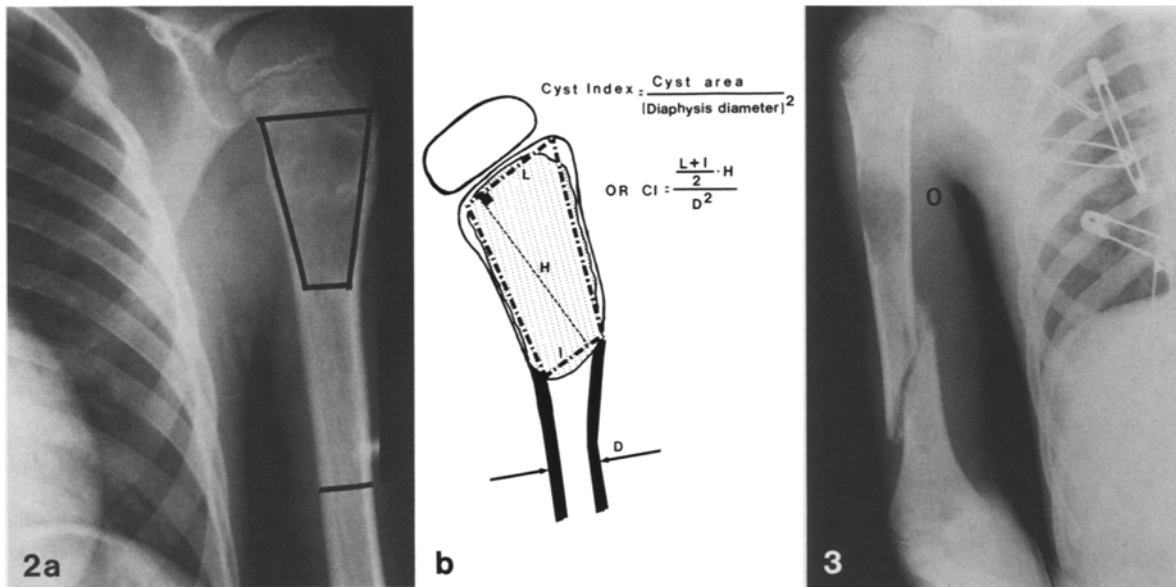 2a
Cyst Index = Cyst area
(Diaphysis diameter)2
OR CI = L + l
2 · H
D2
L
H
l
D
b
O
3